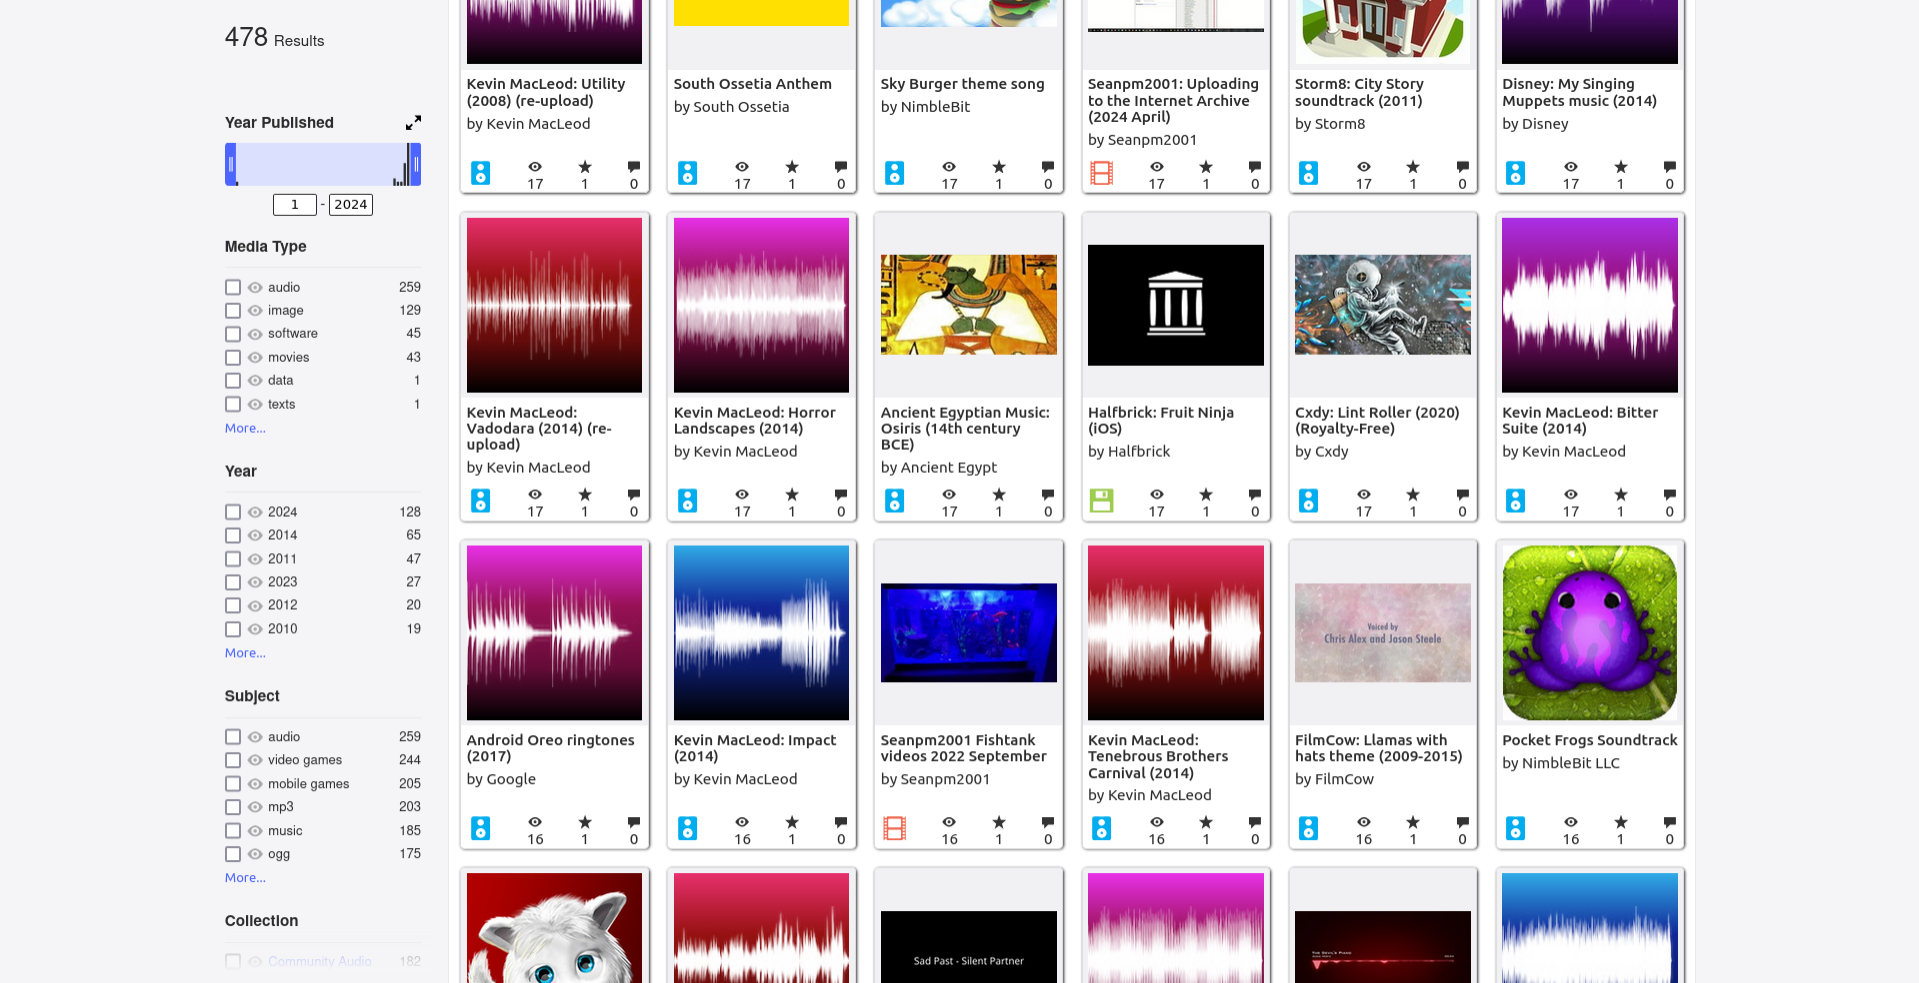 478 Results
Year Published
1 - 2024
Media Type
audio 259
image 129
software 45
movies 43
data 1
texts 1
More...
Year
2024 128
2014 65
2011 47
2023 27
2012 20
2010 19
More...
Subject
audio 259
video games 244
mobile games 205
mp3 203
music 185
ogg 175
More...
Collection
Community Audio 182
Kevin MacLeod: Utility
(2008) (re-upload)
by Kevin MacLeod
17 1 0
South Ossetia Anthem
by South Ossetia
17 1 0
Sky Burger theme song
by NimbleBit
17 1 0
Seanpm2001: Uploading
to the Internet Archive
(2024 April)
by Seanpm2001
17 1 0
Storm8: City Story
soundtrack (2011)
by Storm8
17 1 0
Disney: My Singing
Muppets music (2014)
by Disney
17 1 0
Kevin MacLeod:
Vadodara (2014) (re-
upload)
by Kevin MacLeod
17 1 0
Kevin MacLeod: Horror
Landscapes (2014)
by Kevin MacLeod
17 1 0
Ancient Egyptian Music:
Osiris (14th century
BCE)
by Ancient Egypt
17 1 0
Halfbrick: Fruit Ninja
(iOS)
by Halfbrick
17 1 0
Cxdy: Lint Roller (2020)
(Royalty-Free)
by Cxdy
17 1 0
Kevin MacLeod: Bitter
Suite (2014)
by Kevin MacLeod
17 1 0
Android Oreo ringtones
(2017)
by Google
16 1 0
Kevin MacLeod: Impact
(2014)
by Kevin MacLeod
16 1 0
Seanpm2001 Fishtank
videos 2022 September
by Seanpm2001
16 1 0
Kevin MacLeod:
Tenebrous Brothers
Carnival (2014)
by Kevin MacLeod
16 1 0
Voiced by
Chris Alex and Jason Steele
FilmCow: Llamas with
hats theme (2009-2015)
by FilmCow
16 1 0
Pocket Frogs Soundtrack
by NimbleBit LLC
16 1 0
Sad Past - Silent Partner
THE DEVIL'S PIANO